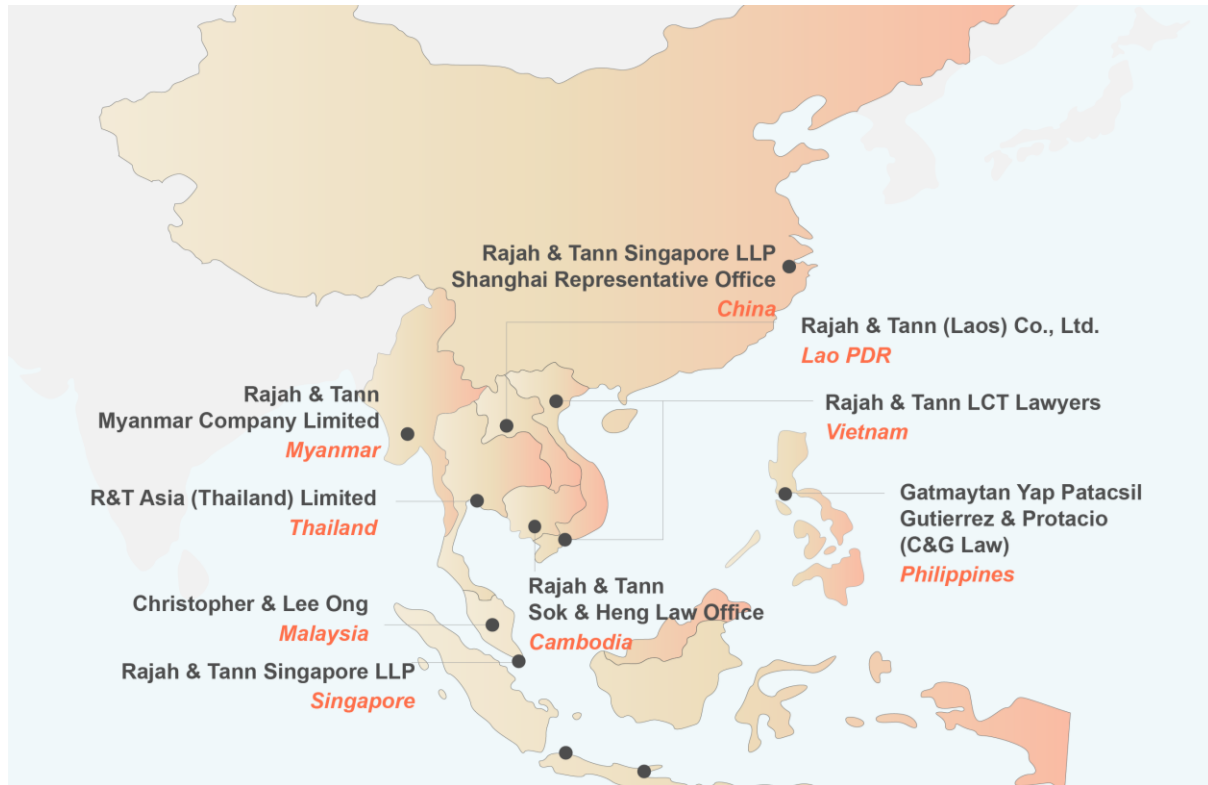 Rajah & Tann Singapore LLP
Shanghai Representative Office
China
Rajah & Tann (Laos) Co., Ltd.
Lao PDR
Rajah & Tann
Myanmar Company Limited
Myanmar
Rajah & Tann LCT Lawyers
Vietnam
R&T Asia (Thailand) Limited
Thailand
Gatmaytan Yap Patacsil
Gutierrez & Protacio
(C&G Law)
Philippines
Rajah & Tann
Sok & Heng Law Office
Cambodia
Christopher & Lee Ong
Malaysia
Rajah & Tann Singapore LLP
Singapore